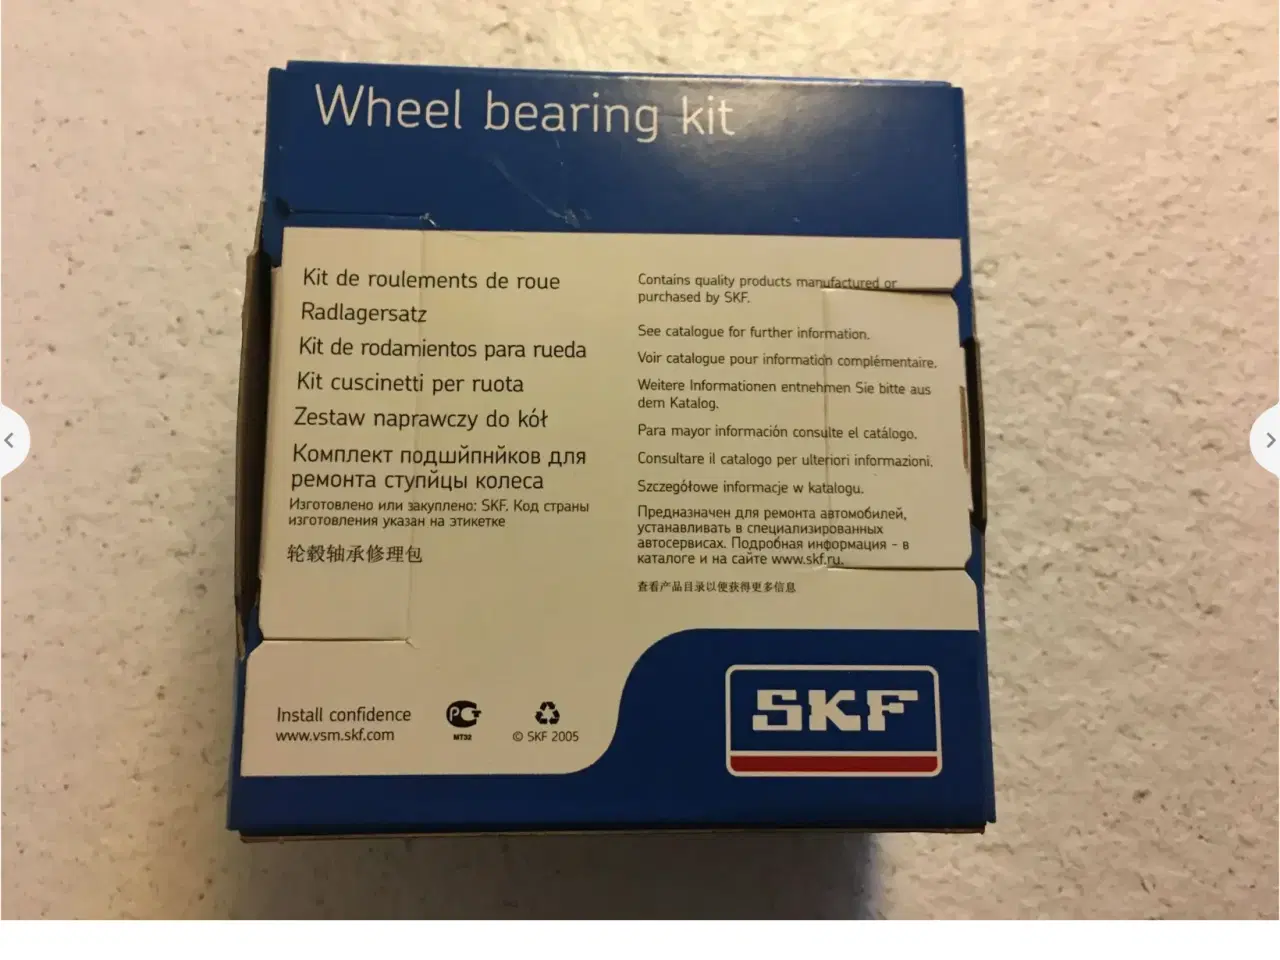 Wheel bearing kit
Kit de roulements de roue
Radlagersatz
Kit de rodamientos para rueda
Kit cuscinetti per ruota
Zestaw naprawczy do kół
Комплект подшйпнйков для
ремонта ступйцы колеса
Изготовлено или закуплено: SKF. Код страны
изготовления указан на этикетке
轮毂轴承修理包
Contains quality products manufactured or
purchased by SKF.
See catalogue for further information.
Voir catalogue pour information complémentaire.
Weitere Informationen entnehmen Sie bitte aus
dem Katalog.
Para mayor información consulte el catálogo.
Consultare il catalogo per ulteriori informazioni.
Szczegółowe informacje w katalogu.
Предназначен для ремонта автомобилей,
устанавливать в специализированных
автосервисах. Подробная информация - в
каталоге и на сайте www.skf.ru.
查看产品目录以便获得更多信息
Install confidence
www.vsm.skf.com
PCT
MT32
© SKF 2005
SKF